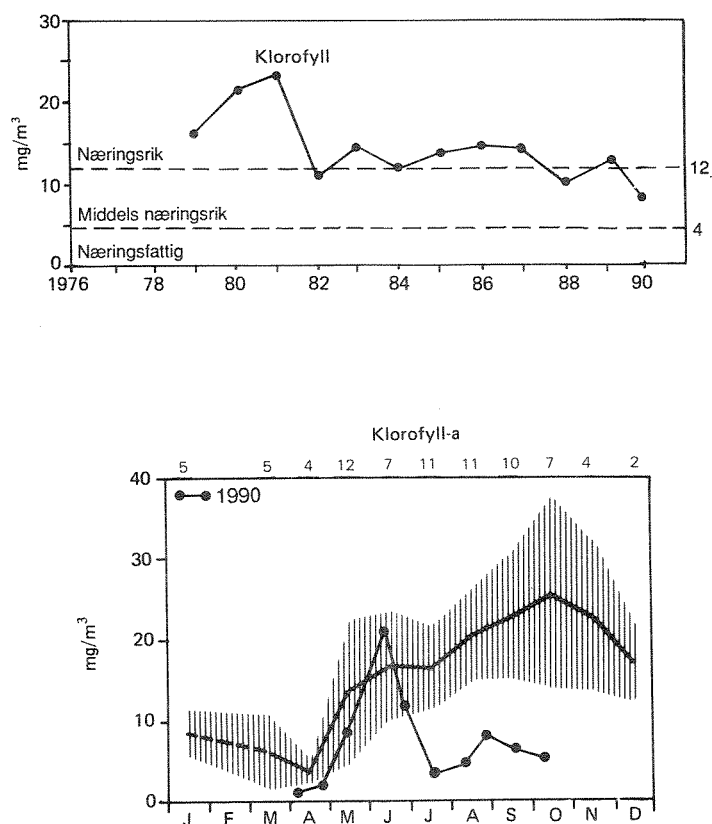 30
Klorofyll
20
mg/m³
Næringsrik
12
10
Middels næringsrik
4
Næringsfattig
0
1976 78 80 82 84 86 88 90
Klorofyll-a
5 5 4 12 7 11 11 10 7 4 2
40
1990
30
mg/m³
20
10
0
J F M A M J J A S O N D